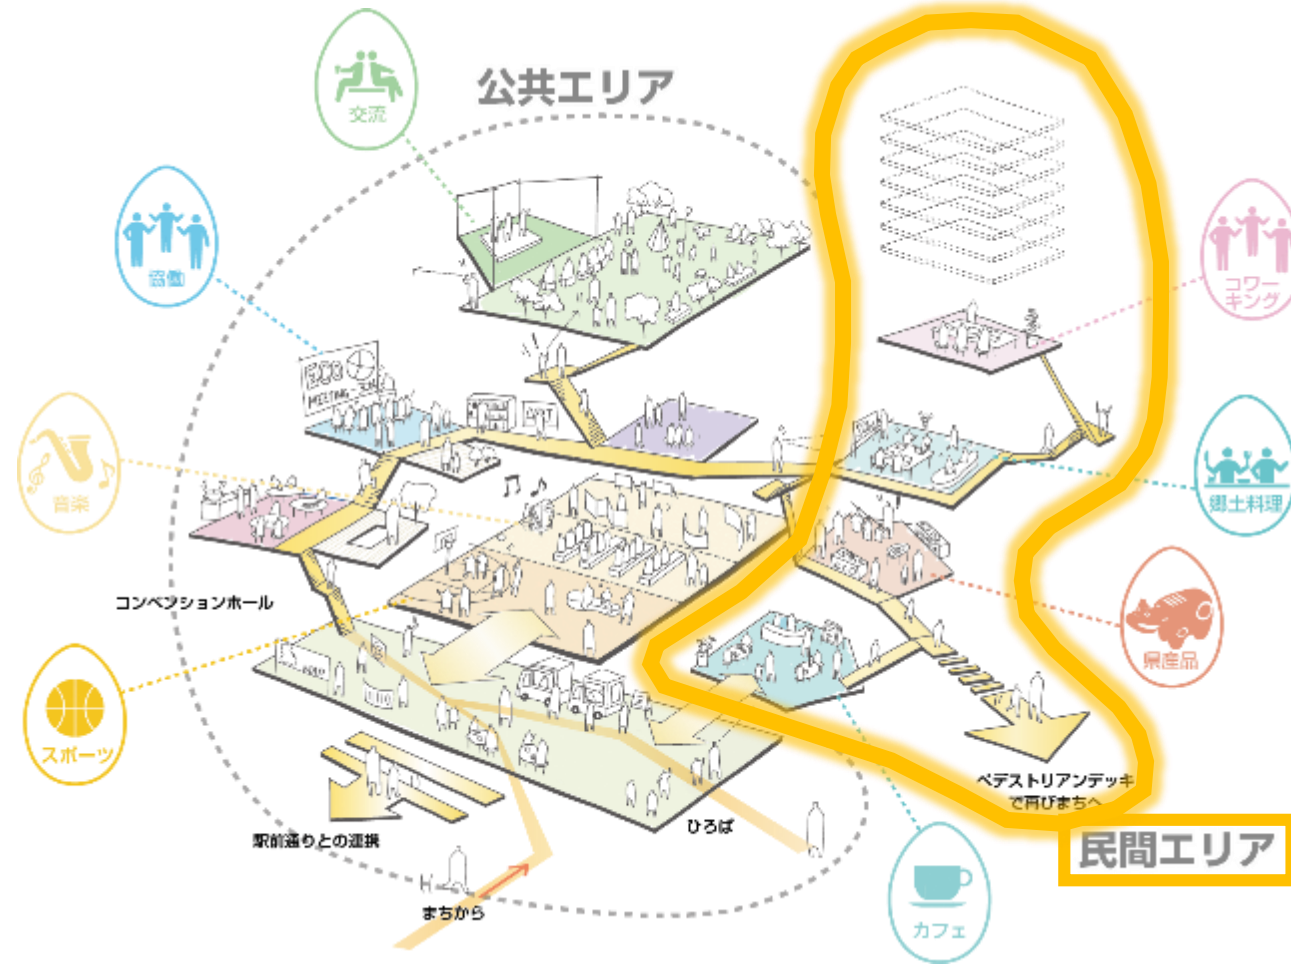 公共エリア
交流
協働
コワー
キング
ECO
MEETING
ART
音楽
郷土料理
コンベンションホール
県産品
スポーツ
ペデストリアンデッキ
で再びまちへ
ひろば
駅前通りとの連携
民間エリア
まちから
カフェ